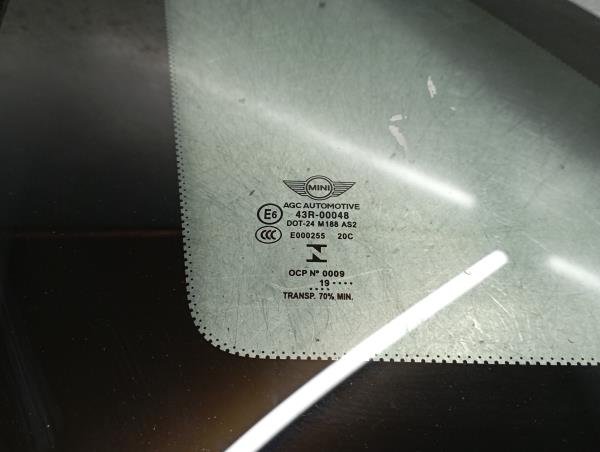 MINI
AGC AUTOMOTIVE
E6 43R-00048
DOT-24 M188 AS2
CCC E000255 20C
N
OCP Nº 0009
19 ....
....
TRANSP. 70% MIN.